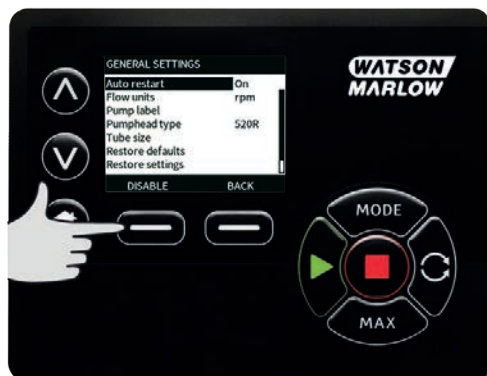 GENERAL SETTINGS
Auto restart On
Flow units rpm
Pump label
Pumphead type 520R
Tube size
Restore defaults
Restore settings
DISABLE BACK
WATSON
MARLOW
MODE
MAX